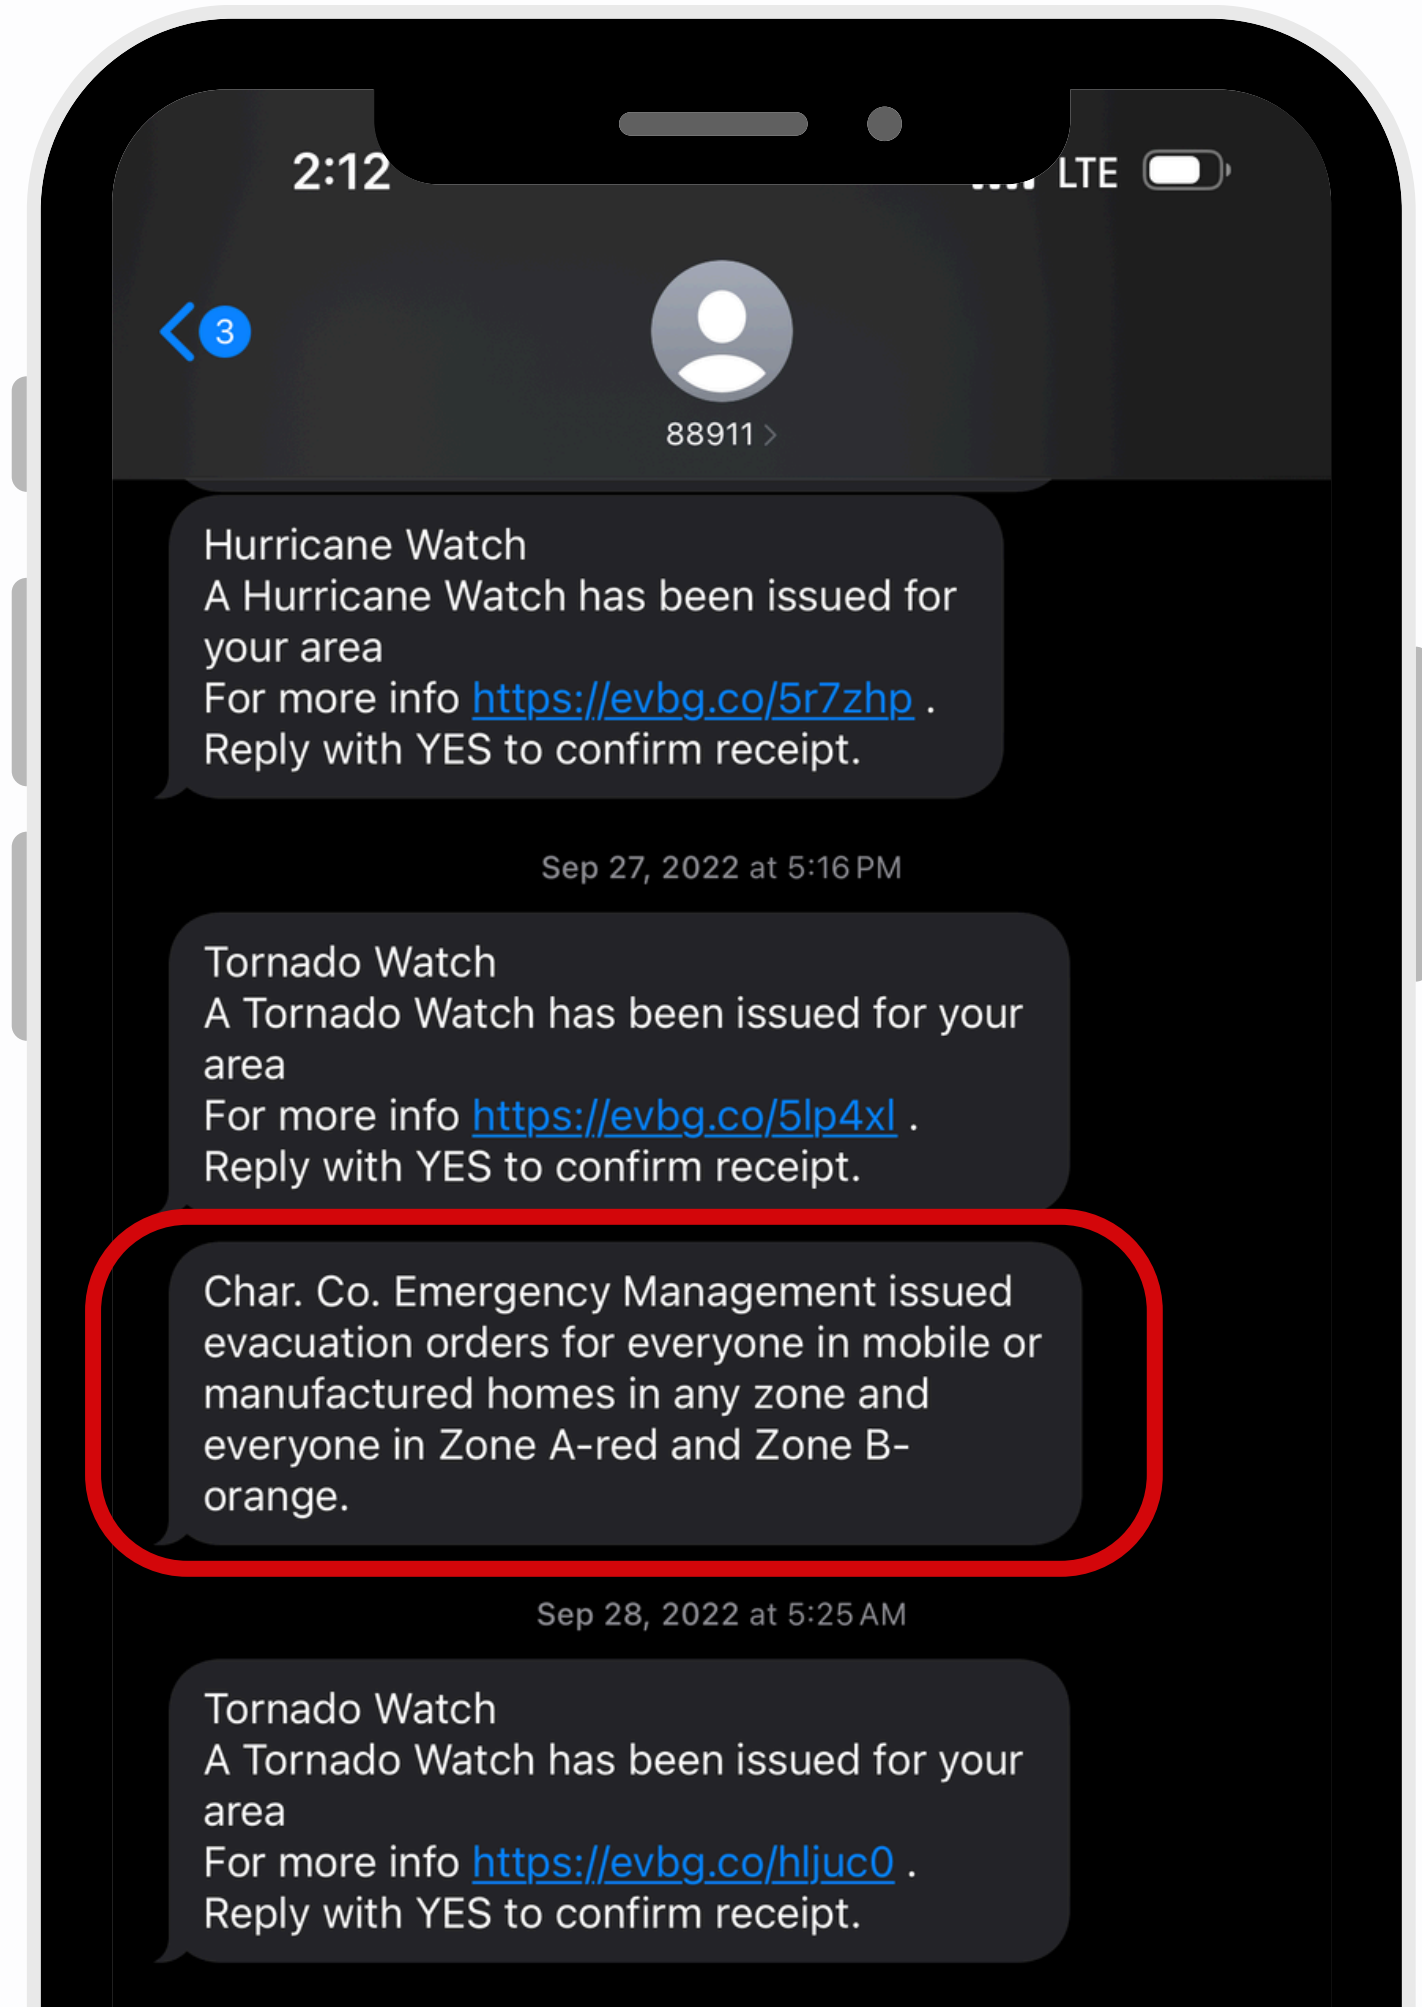 2:12
LTE
3
88911
Hurricane Watch
A Hurricane Watch has been issued for
your area
For more info https://evbg.co/5r7zhp .
Reply with YES to confirm receipt.
Sep 27, 2022 at 5:16 PM
Tornado Watch
A Tornado Watch has been issued for your
area
For more info https://evbg.co/5lp4xl .
Reply with YES to confirm receipt.
Char. Co. Emergency Management issued
evacuation orders for everyone in mobile or
manufactured homes in any zone and
everyone in Zone A-red and Zone B-
orange.
Sep 28, 2022 at 5:25 AM
Tornado Watch
A Tornado Watch has been issued for your
area
For more info https://evbg.co/hljuc0 .
Reply with YES to confirm receipt.